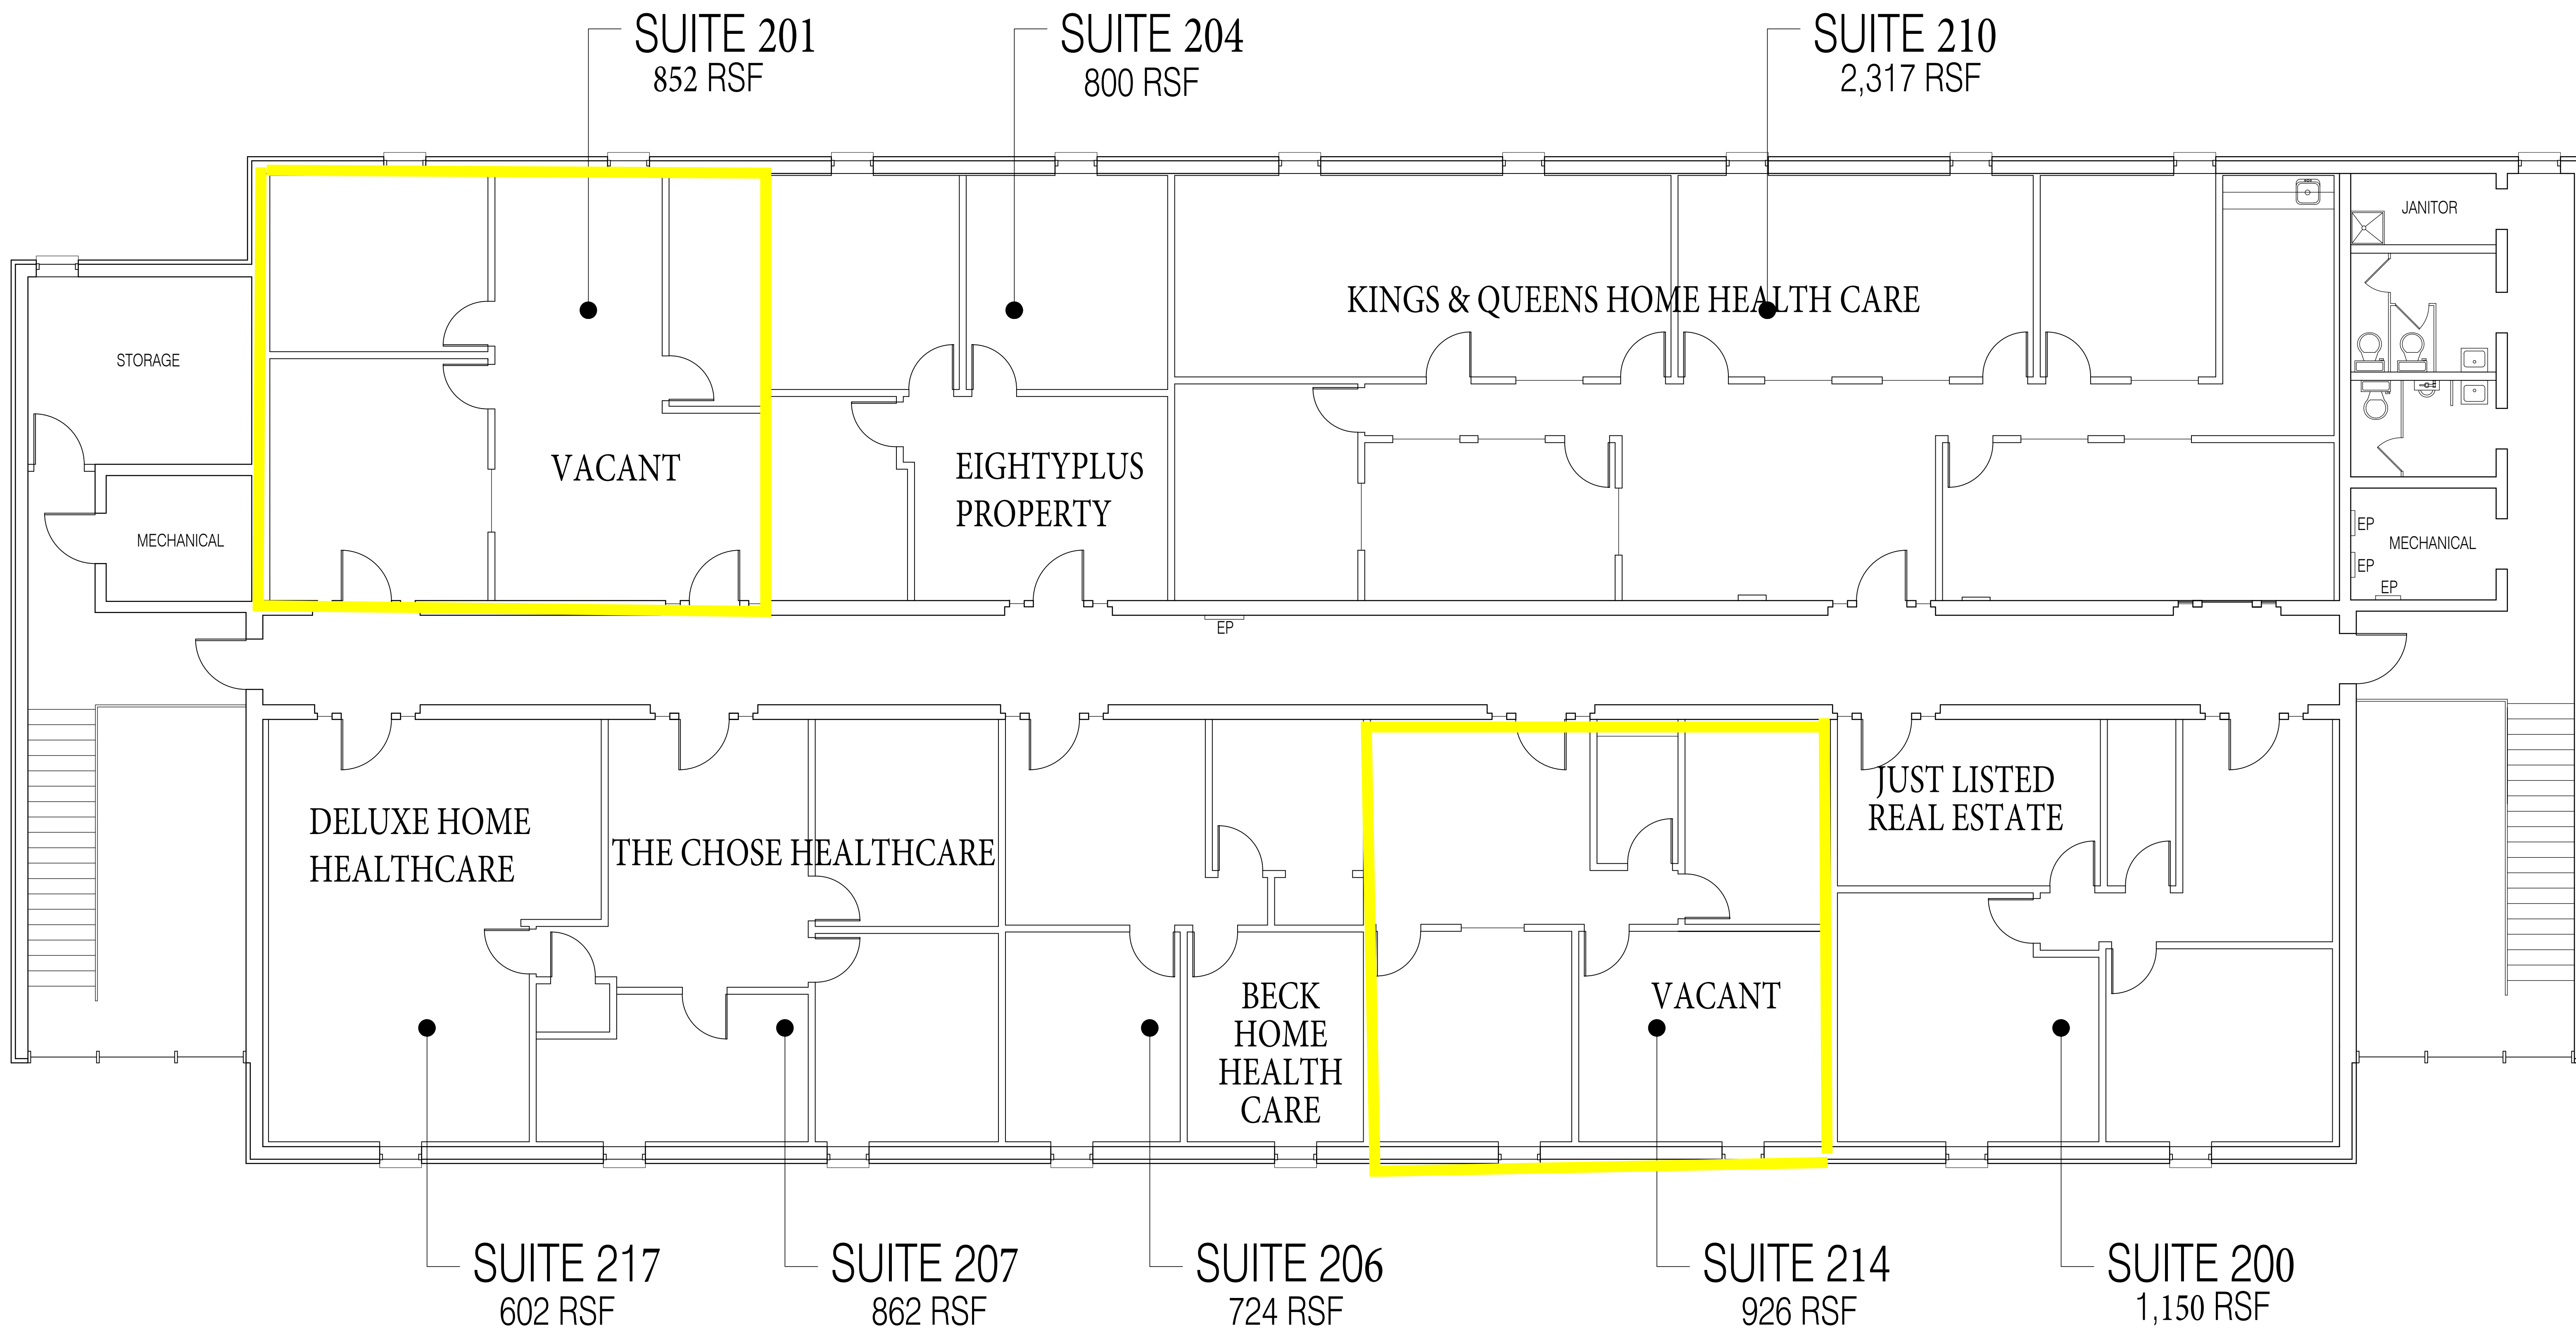 SUITE 201
852 RSF
SUITE 204
800 RSF
SUITE 210
2,317 RSF
JANITOR
KINGS & QUEENS HOME HEALTH CARE
STORAGE
VACANT
EIGHTYPLUS
PROPERTY
MECHANICAL
EP
MECHANICAL
EP
EP
EP
DELUXE HOME
HEALTHCARE
THE CHOSE HEALTHCARE
JUST LISTED
REAL ESTATE
BECK
HOME
HEALTH
CARE
VACANT
SUITE 217
602 RSF
SUITE 207
862 RSF
SUITE 206
724 RSF
SUITE 214
926 RSF
SUITE 200
1,150 RSF